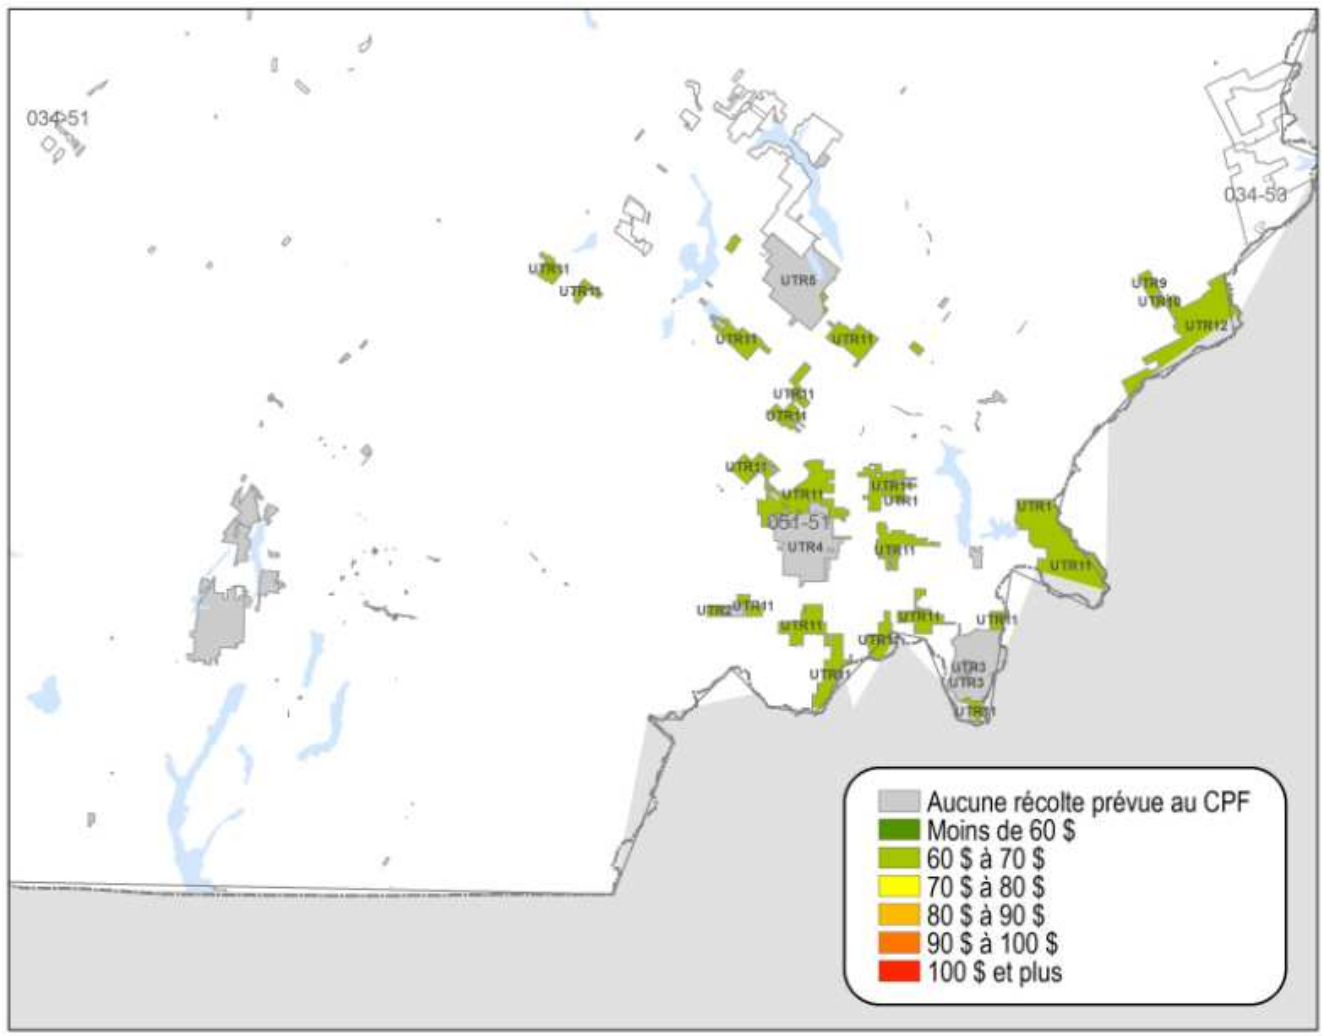 034-51
034-53
UTR11
UTR11
UTR5
UTR9
UTR10
UTR12
UTR11
UTR11
UTR11
UTR11
UTR11
UTR11
UTR11
UTR1
UTR1
051-51
UTR4
UTR11
UTR11
UTR2
UTR11
UTR11
UTR11
UTR11
UTR11
UTR3
UTR3
UTR11
UTR11
Aucune récolte prévue au CPF
Moins de 60 $
60 $ à 70 $
70 $ à 80 $
80 $ à 90 $
90 $ à 100 $
100 $ et plus